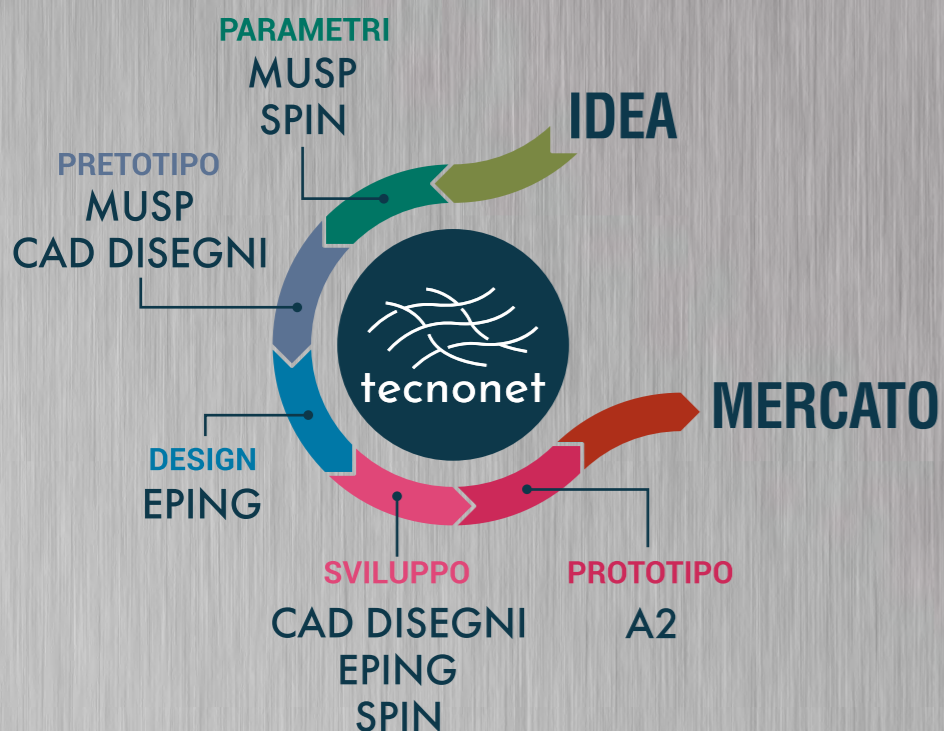 PARAMETRI
MUSP
SPIN
IDEA
PRETOTIPO
MUSP
CAD DISEGNI
tecnonet
MERCATO
DESIGN
EPING
SVILUPPO
CAD DISEGNI
EPING
SPIN
PROTOTIPO
A2